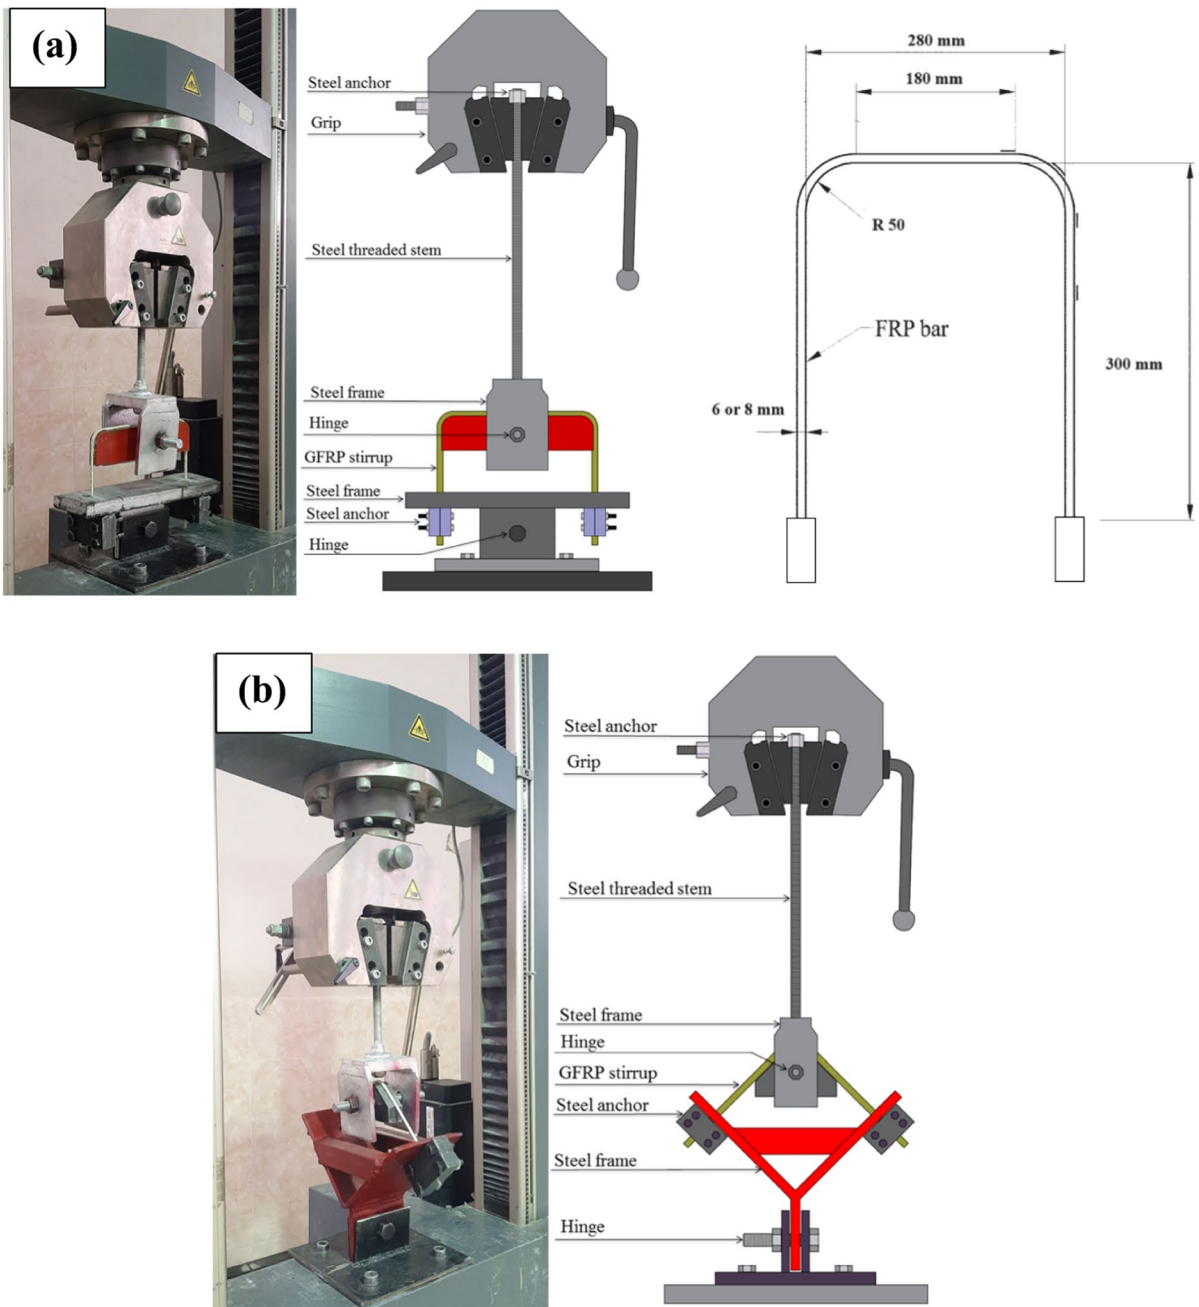 (a)
Steel anchor
Grip
Steel threaded stem
Steel frame
Hinge
GFRP stirrup
Steel frame
Steel anchor
Hinge
280 mm
180 mm
R 50
FRP bar
300 mm
6 or 8 mm
(b)
Steel anchor
Grip
Steel threaded stem
Steel frame
Hinge
GFRP stirrup
Steel anchor
Steel frame
Hinge